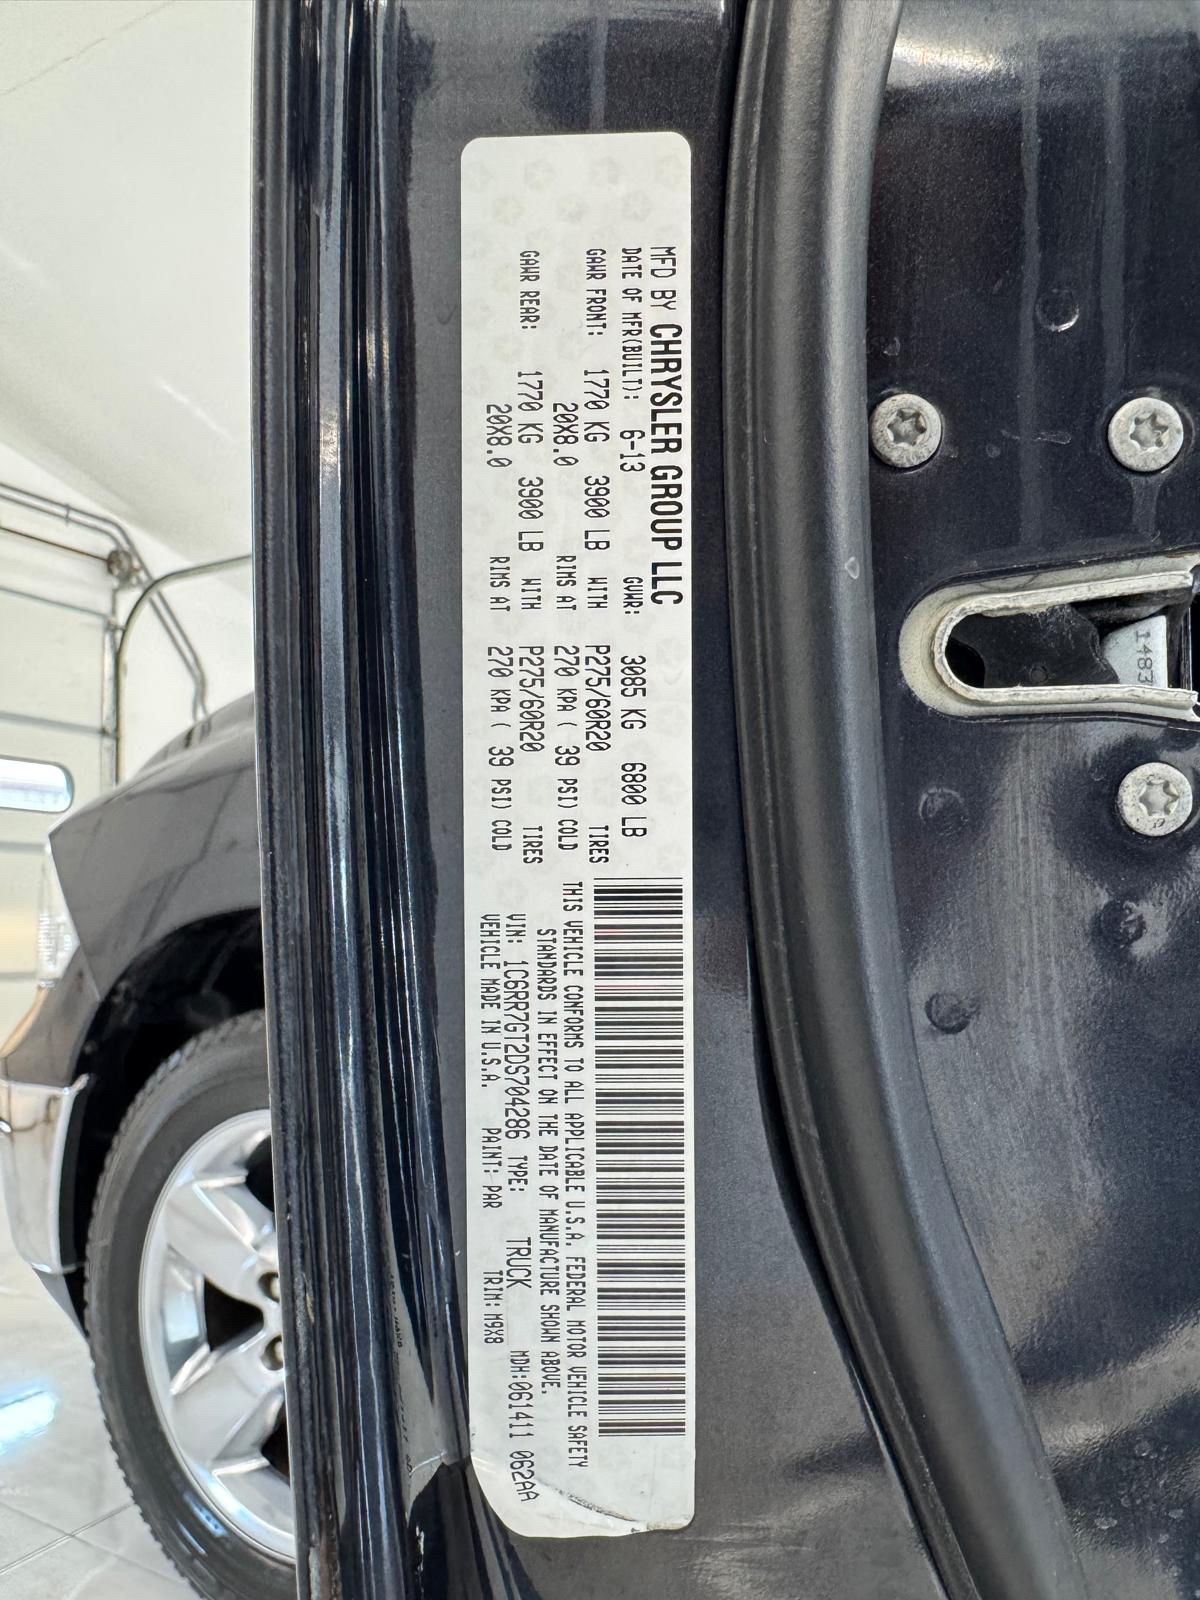 MFD BY CHRYSLER GROUP LLC
DATE OF MFR(BUILT): 6-13 GVWR: 3085 KG 6800 LB
GAWR FRONT: 1770 KG 3900 LB WITH P275/60R20 TIRES
20X8.0 RIMS AT 270 KPA( 39 PSI) COLD
GAWR REAR: 1770 KG 3900 LB WITH P275/60R20 TIRES
20X8.0 RIMS AT 270 KPA( 39 PSI) COLD
THIS VEHICLE CONFORMS TO ALL APPLICABLE U.S.A. FEDERAL MOTOR VEHICLE SAFETY
STANDARDS IN EFFECT ON THE DATE OF MANUFACTURE SHOWN ABOVE.
VIN: 1C6RR7GT2DS704286 TYPE: TRUCK MDH:061411 062AA
VEHICLE MADE IN U.S.A. PAINT: PAR TRIM: M9X8
1483